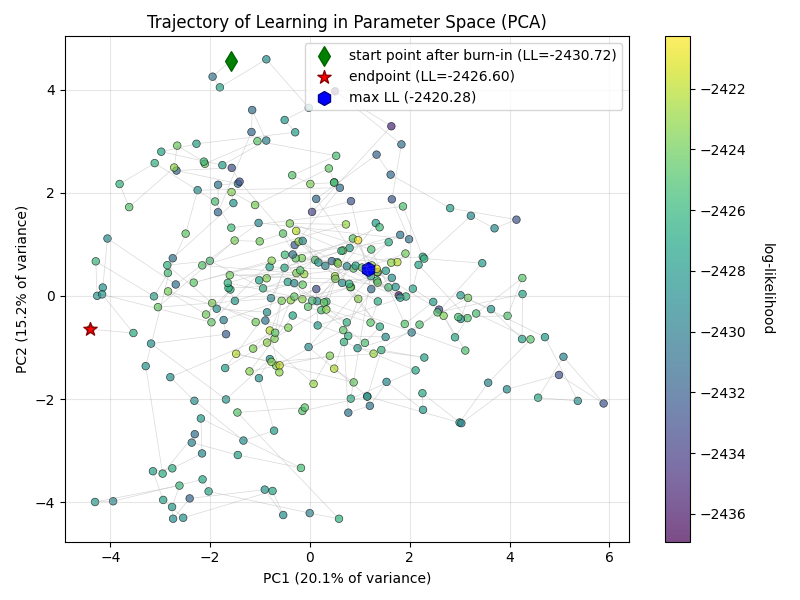 Trajectory of Learning in Parameter Space (PCA)
start point after burn-in (LL=-2430.72)
endpoint (LL=-2426.60)
max LL (-2420.28)
4
2
0
−2
−4
PC2 (15.2% of variance)
−4
−2
0
2
4
6
PC1 (20.1% of variance)
−2422
−2424
−2426
−2428
−2430
−2432
−2434
−2436
log-likelihood